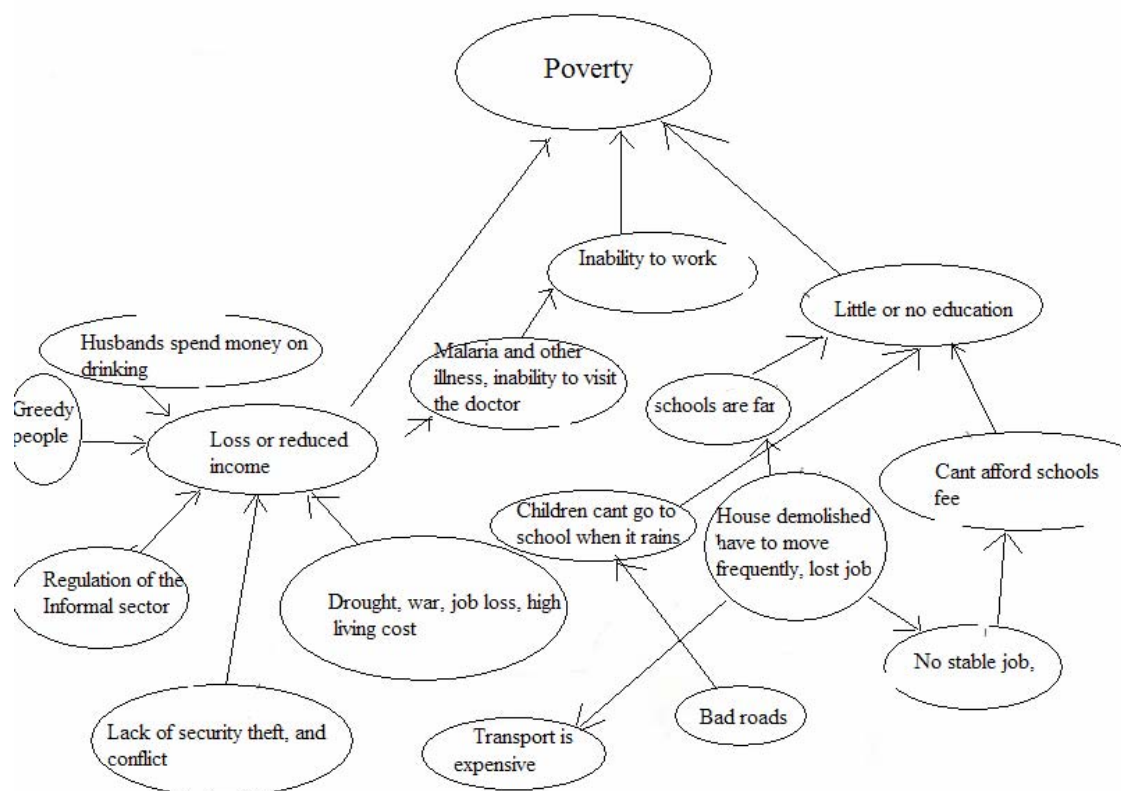 Poverty
Inability to work
Little or no education
Husbands spend money on
drinking
Malaria and other
illness, inability to visit
the doctor
Greedy
people
schools are far
Loss or reduced
income
Cant afford schools
fee
Children cant go to
school when it rains
House demolished
have to move
frequently, lost job
Regulation of the
Informal sector
Drought, war, job loss, high
living cost
No stable job,
Bad roads
Lack of security theft, and
conflict
Transport is
expensive